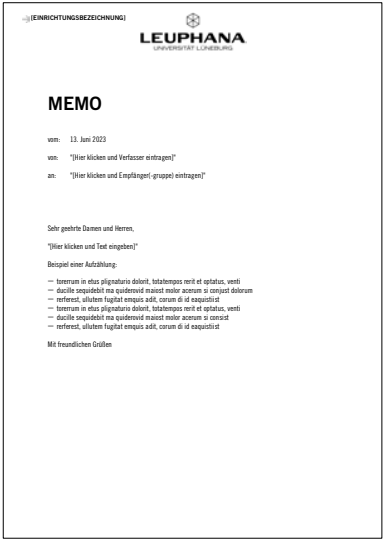 [EINRICHTUNGSBEZEICHNUNG]
LEUPHANA
UNIVERSITÄT LÜNEBURG
MEMO
vom: 13. Juni 2023
von: "[Hier klicken und Verfasser eintragen]"
an: "[Hier klicken und Empfänger(-gruppe) eintragen]"
Sehr geehrte Damen und Herren,
"[Hier klicken und Text eingeben]"
Beispiel einer Aufzählung:
— torerrum in etus plignaturio dolorit, totatempos rerit et optatus, venti
— ducille sequidebit ma quiderovid maiost molor acerum si conjust dolorum
— rerferest, ullutem fugitat emquis adit, corum di id eaquistiist
— torerrum in etus plignaturio dolorit, totatempos rerit et optatus, venti
— ducille sequidebit ma quiderovid maiost molor acerum si consist
— rerferest, ullutem fugitat emquis adit, corum di id eaquistiist
Mit freundlichen Grüßen